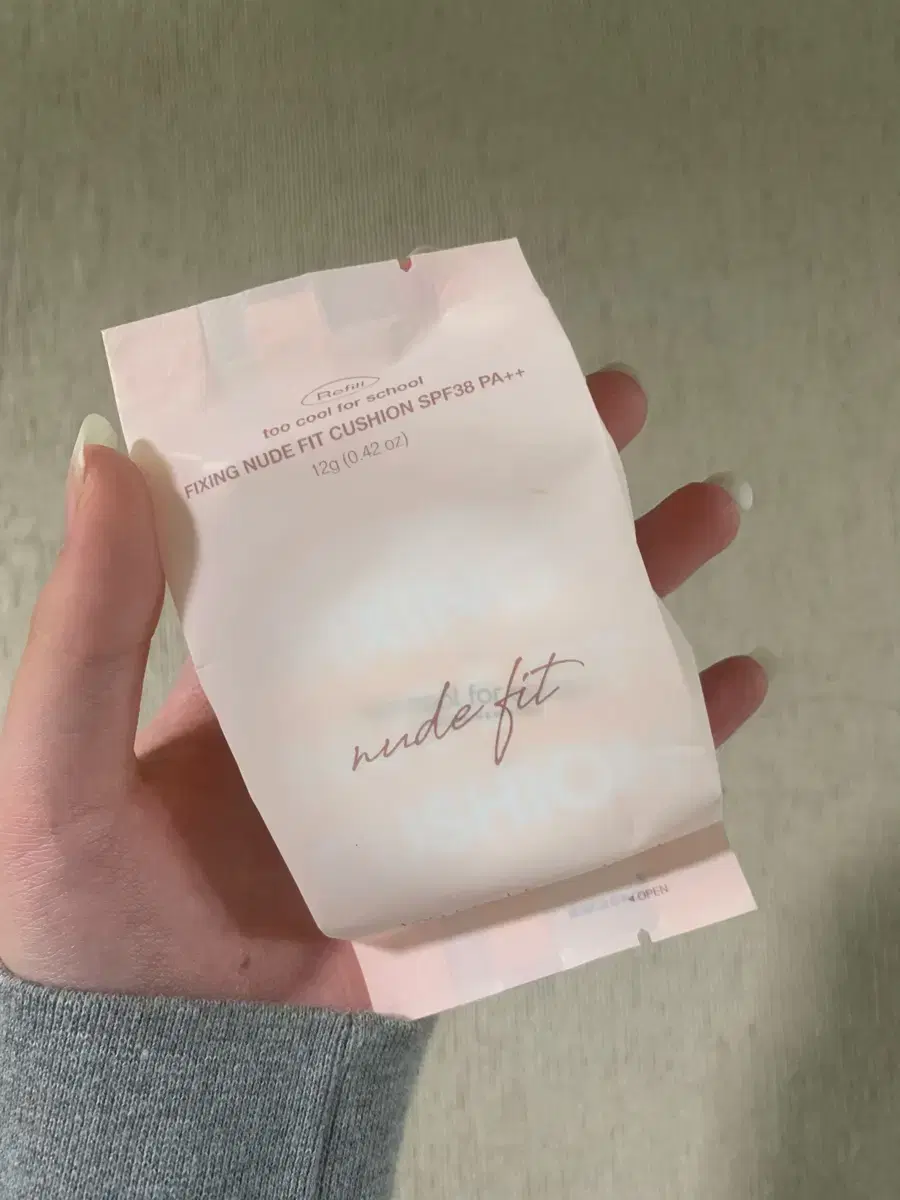 Refill
too cool for school
FIXING NUDE FIT CUSHION SPF38 PA++
12g (0.42 oz)
nude fit
OPEN